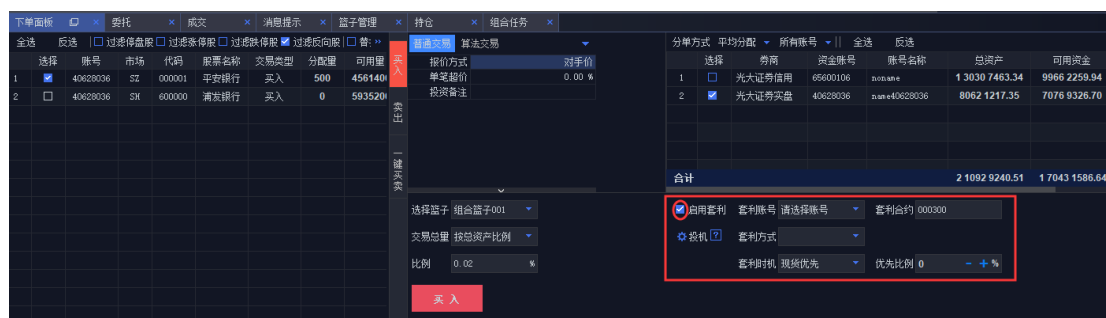 下单面板 委托 × 成交 × 消息提示 × 篮子管理 × 持仓 × 组合任务 ×
全选 反选 过滤停盘股 过滤涨停股 过滤跌停股 过滤反向股 替: »
选择 账号 市场 代码 股票名称 交易类型 分配量 可用量
1 40628036 SZ 000001 平安银行 买入 500 4561400
2 40628036 SH 600000 浦发银行 买入 0 5935200
买入
卖出
一键买卖
普通交易 算法交易
报价方式 对手价
单笔超价 0.00 %
投资备注
分单方式 平均分配 所有账号 || 全选 反选
选择 券商 资金账号 账号名称 总资产 可用资金
1 光大证券信用 65600106 noname 1 3030 7463.34 9966 2259.94
2 光大证券实盘 40628036 name40628036 8062 1217.35 7076 9326.70
合计 2 1092 9240.51 1 7043 1586.64
选择篮子 组合篮子001
交易总量 按总资产比例
比例 0.02 %
买 入
启用套利 套利账号 请选择账号 套利合约 000300
投机 ? 套利方式
套利时机 现货优先 优先比例 0 - + %